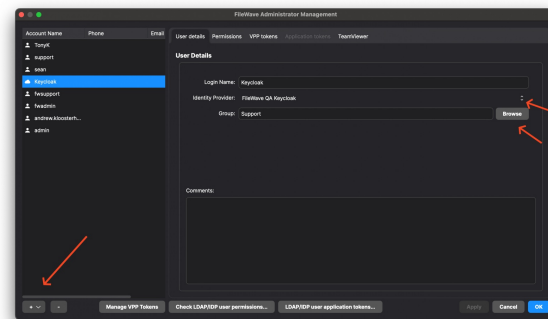 FileWave Administrator Management
Account Name Phone Email
TonyK
support
sean
Keycloak
fwsupport
fwadmin
andrew.kloosterh...
admin
User details Permissions VPP tokens Application tokens TeamViewer
User Details
Login Name: Keycloak
Identity Provider: FileWave QA Keycloak
Group: Support Browse
Comments:
+ - Manage VPP Tokens Check LDAP/IDP user permissions... LDAP/IDP user application tokens... Apply Cancel OK